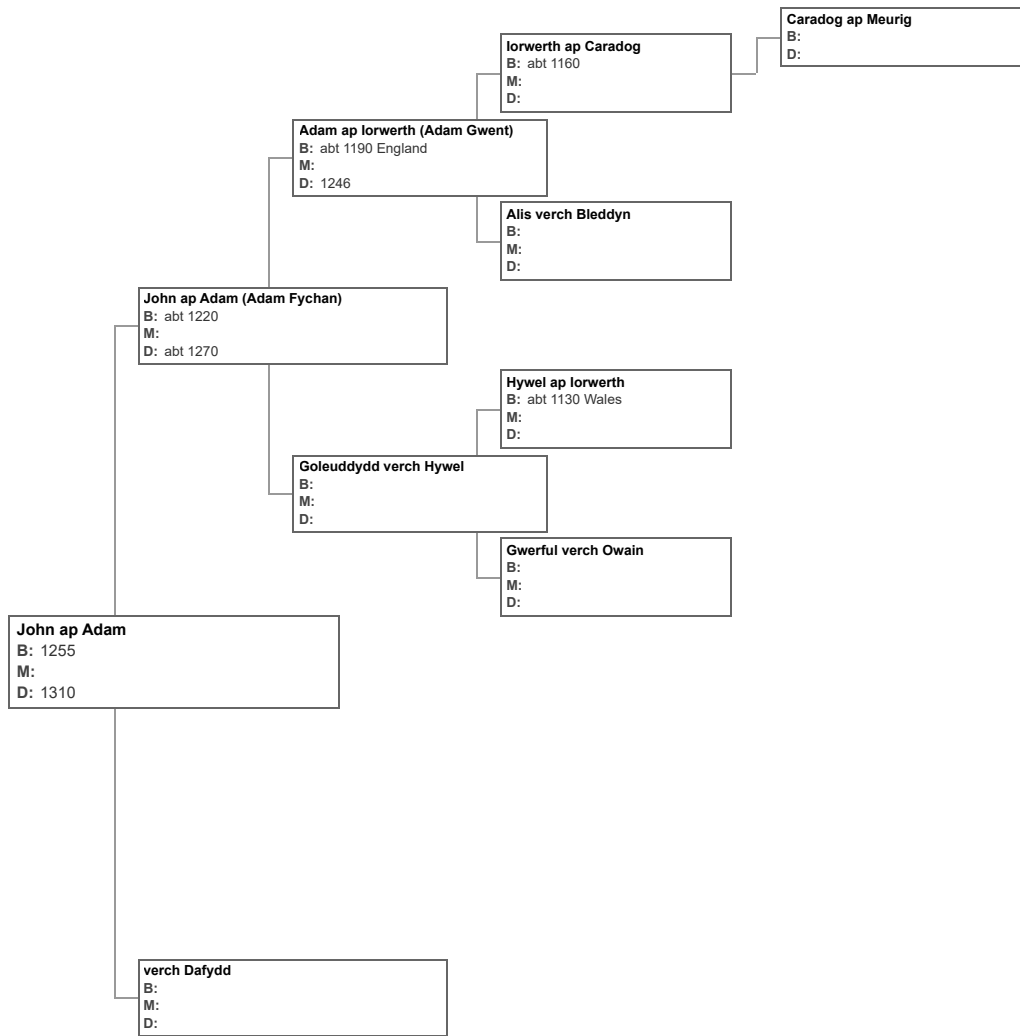 Caradog ap Meurig
B:
D:
Iorwerth ap Caradog
B: abt 1160
M:
D:
Adam ap Iorwerth (Adam Gwent)
B: abt 1190 England
M:
D: 1246
Alis verch Bleddyn
B:
M:
D:
John ap Adam (Adam Fychan)
B: abt 1220
M:
D: abt 1270
Hywel ap Iorwerth
B: abt 1130 Wales
M:
D:
Goleuddydd verch Hywel
B:
M:
D:
Gwerful verch Owain
B:
M:
D:
John ap Adam
B: 1255
M:
D: 1310
verch Dafydd
B:
M:
D: